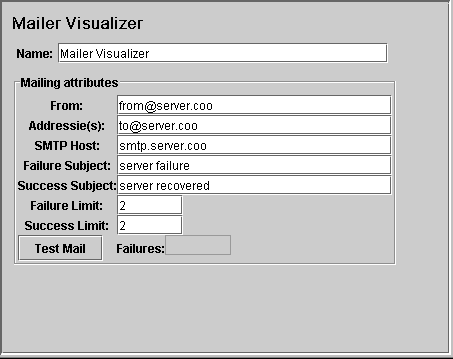 Mailer Visualizer
Name: Mailer Visualizer
Mailing attributes
From: from@server.coo
Addressie(s): to@server.coo
SMTP Host: smtp.server.coo
Failure Subject: server failure
Success Subject: server recovered
Failure Limit: 2
Success Limit: 2
Test Mail Failures: